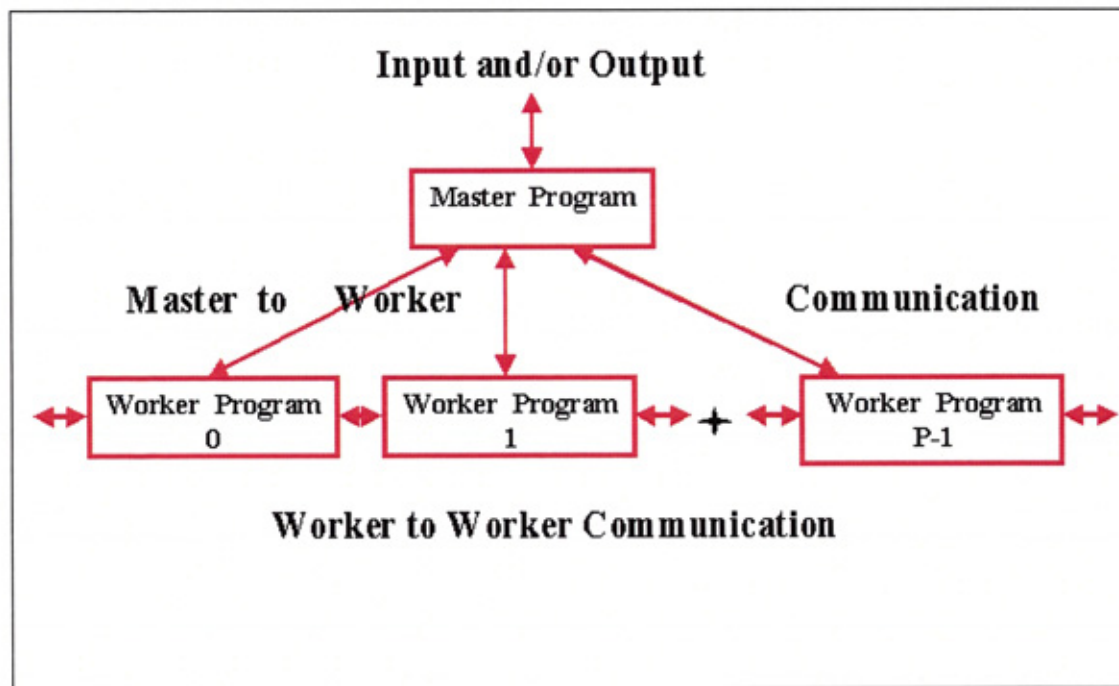 Input and/or Output
Master Program
Master to Worker
Communication
Worker Program
0
Worker Program
1
Worker Program
P-1
Worker to Worker Communication